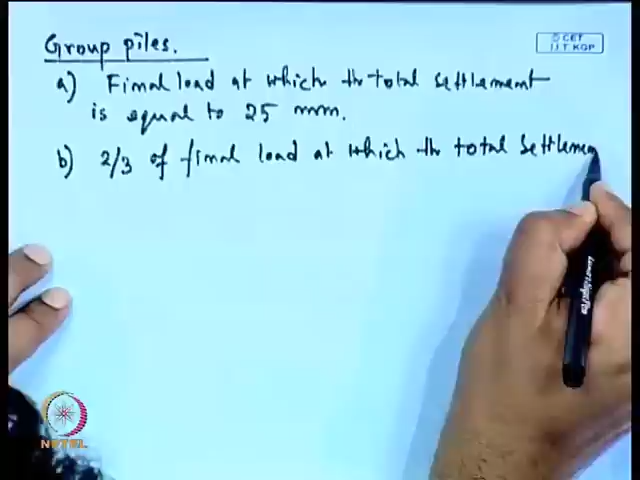 Group piles.
© CET
I.I.T. KGP
a) Final load at which the total settlement
is equal to 25 mm.
b) 2/3 of final load at which the total settlemen
NPTEL